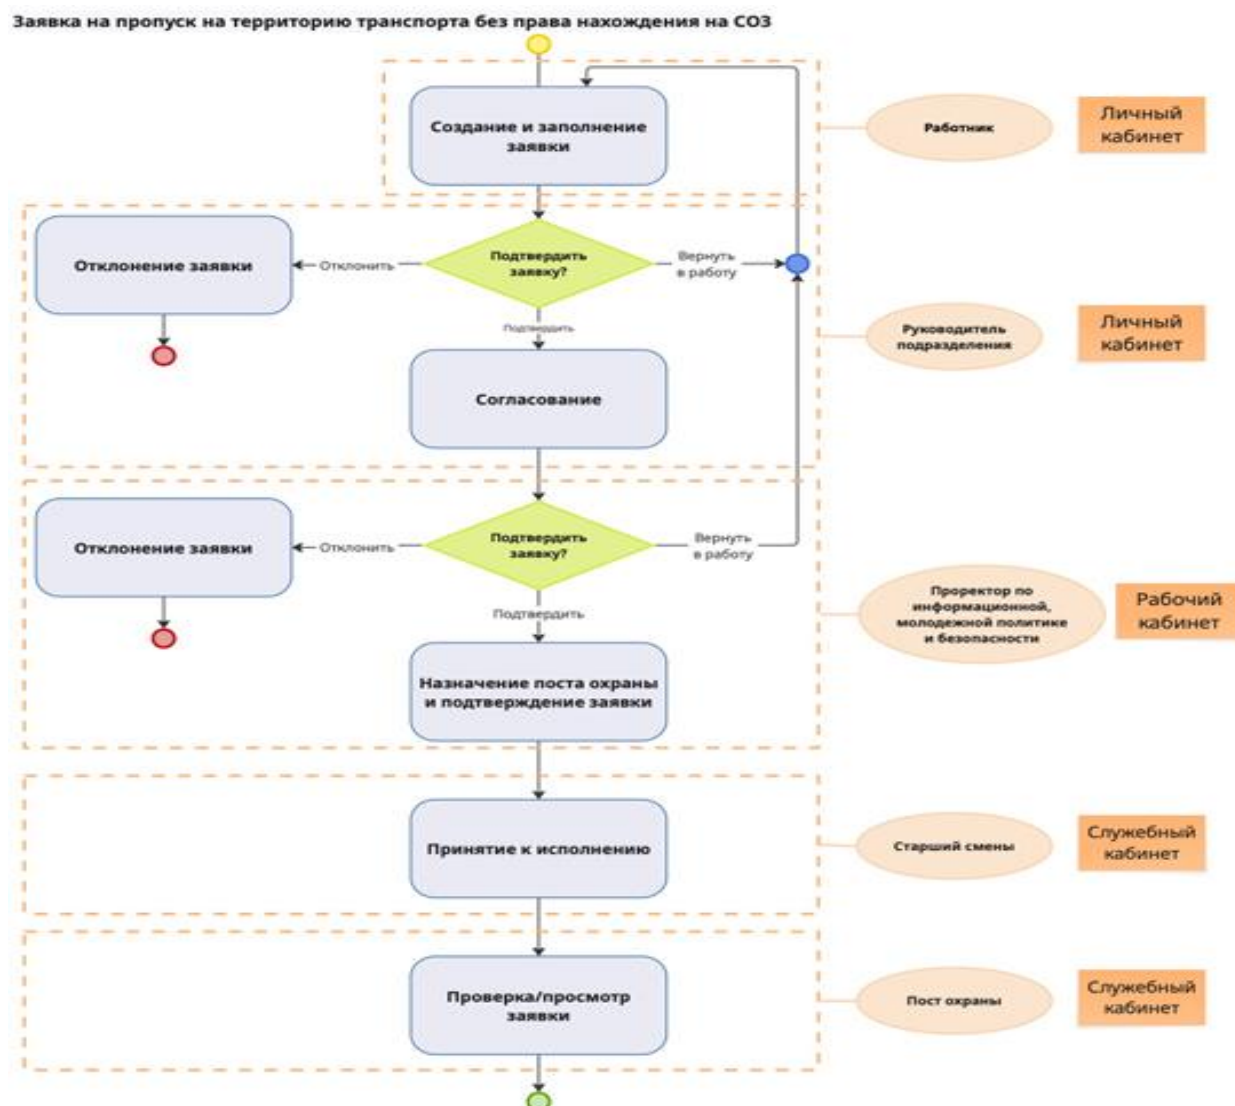 Заявка на пропуск на территорию транспорта без права нахождения на СОЗ
Создание и заполнение
заявки
Работник
Личный
кабинет
Отклонение заявки
Отклонить
Подтвердить
заявку?
Вернуть
в работу
Подтвердить
Руководитель
подразделения
Личный
кабинет
Согласование
Отклонение заявки
Отклонить
Подтвердить
заявку?
Вернуть
в работу
Подтвердить
Проректор по
информационной,
молодежной политике
и безопасности
Рабочий
кабинет
Назначение поста охраны
и подтверждение заявки
Принятие к исполнению
Старший смены
Служебный
кабинет
Проверка/просмотр
заявки
Пост охраны
Служебный
кабинет